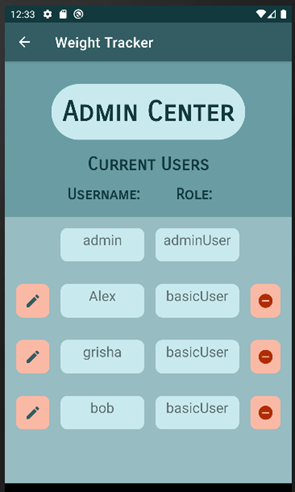 12:33
Weight Tracker
Admin Center
Current Users
Username: Role:
admin adminUser
Alex basicUser
grisha basicUser
bob basicUser